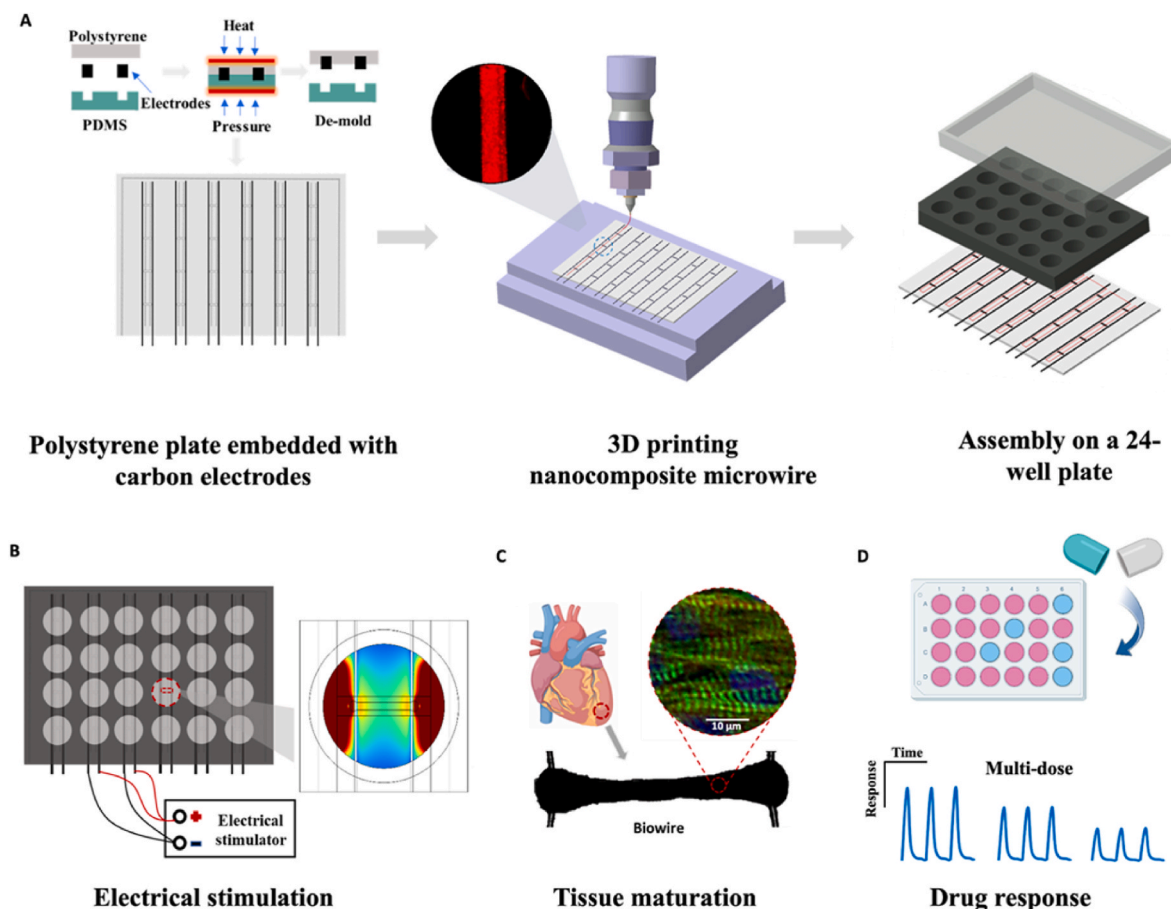 A
Polystyrene
Heat
Electrodes
PDMS
Pressure
De-mold
Polystyrene plate embedded with
carbon electrodes
3D printing
nanocomposite microwire
Assembly on a 24-
well plate
B
+
Electrical
stimulator
-
Electrical stimulation
C
10 μm
Biowire
Tissue maturation
D
1 2 3 4 5 6
A
B
C
D
Time
Response
Multi-dose
Drug response